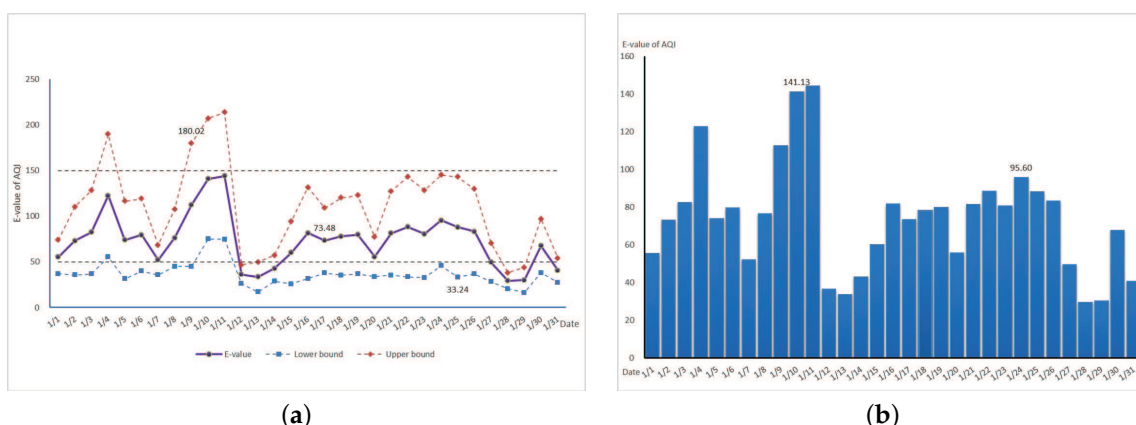 E-value of AQI
250
200
150
100
50
0
180.02
73.48
33.24
1/1 1/2 1/3 1/4 1/5 1/6 1/7 1/8 1/9 1/10 1/11 1/12 1/13 1/14 1/15 1/16 1/17 1/18 1/19 1/20 1/21 1/22 1/23 1/24 1/25 1/26 1/27 1/28 1/29 1/30 1/31 Date
E-value Lower bound Upper bound
(a)
E-value of AQI
160
140
120
100
80
60
40
20
0
141.13
95.60
Date 1/1 1/2 1/3 1/4 1/5 1/6 1/7 1/8 1/9 1/10 1/11 1/12 1/13 1/14 1/15 1/16 1/17 1/18 1/19 1/20 1/21 1/22 1/23 1/24 1/25 1/26 1/27 1/28 1/29 1/30 1/31
(b)